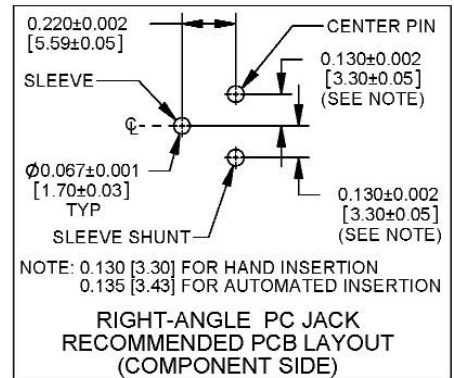 0.220±0.002
[5.59±0.05]
CENTER PIN
0.130±0.002
[3.30±0.05]
(SEE NOTE)
SLEEVE
℄
Ø0.067±0.001
[1.70±0.03]
TYP
0.130±0.002
[3.30±0.05]
(SEE NOTE)
SLEEVE SHUNT
NOTE: 0.130 [3.30] FOR HAND INSERTION
0.135 [3.43] FOR AUTOMATED INSERTION
RIGHT-ANGLE PC JACK
RECOMMENDED PCB LAYOUT
(COMPONENT SIDE)